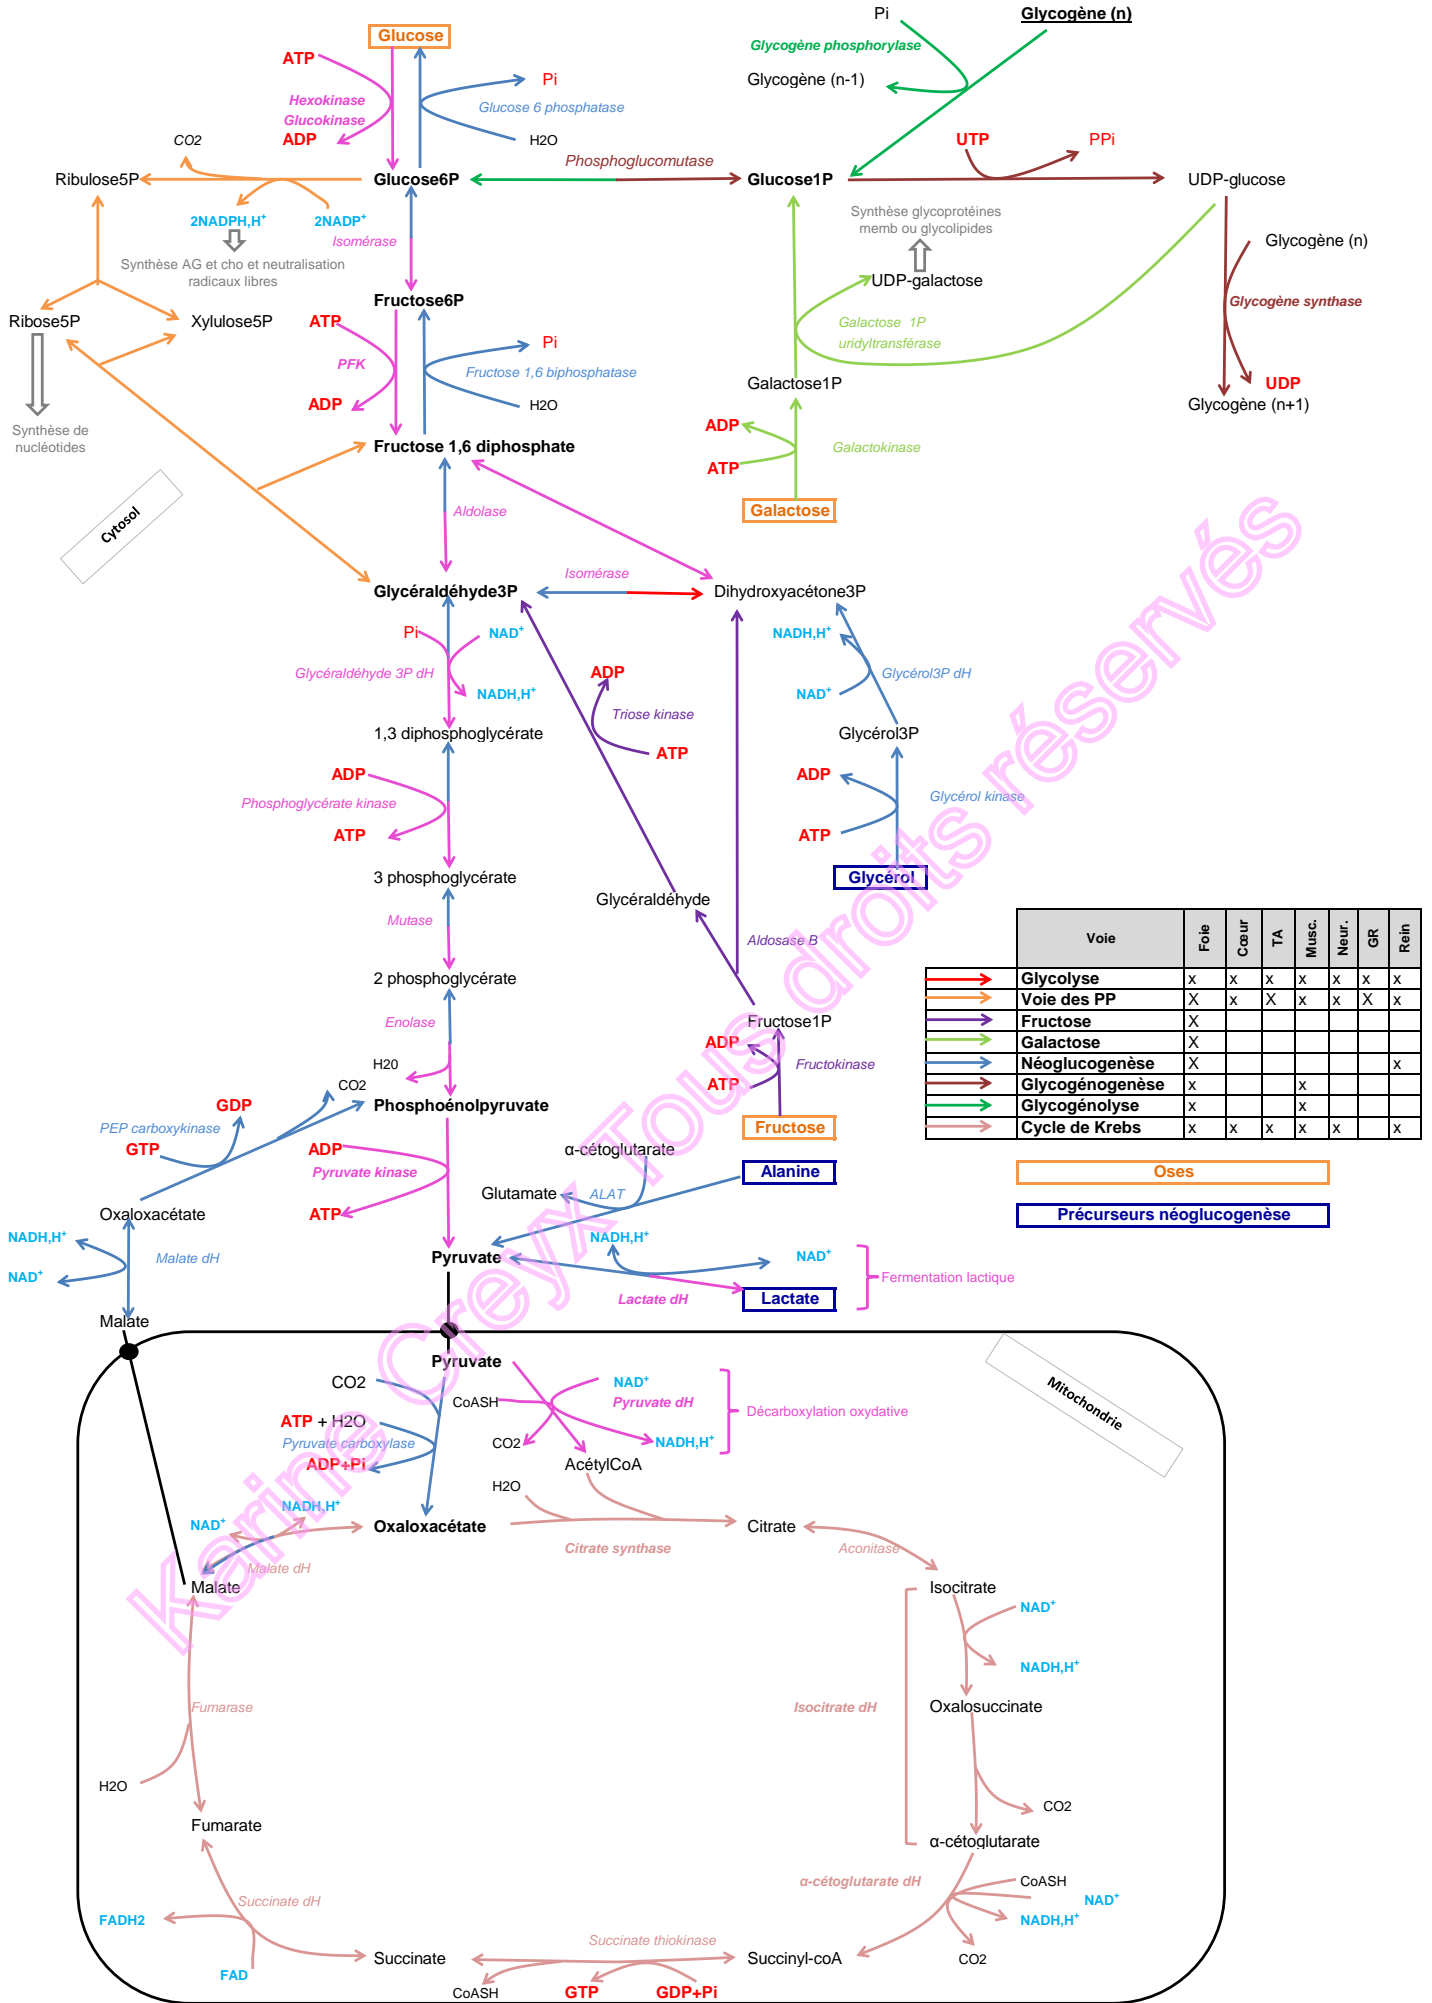 Pi
Glycogène (n)
Glucose
ATP
Glycogène phosphorylase
Pi
Glycogène (n-1)
Hexokinase
Glucokinase
Glucose 6 phosphatase
ADP
H2O
CO2
UTP
PPi
Phosphoglucomutase
Ribulose5P
Glucose6P
Glucose1P
UDP-glucose
2NADPH,H+
2NADP+
Isomérase
Synthèse glycoprotéines
memb ou glycolipides
Glycogène (n)
Synthèse AG et cho et neutralisation
radicaux libres
UDP-galactose
Fructose6P
Glycogène synthase
Ribose5P
Xylulose5P
ATP
Galactose 1P
uridyltransférase
Pi
PFK
Fructose 1,6 biphosphatase
Galactose1P
UDP
ADP
H2O
Glycogène (n+1)
Synthèse de
nucléotides
ADP
Fructose 1,6 diphosphate
Galactokinase
ATP
Galactose
Cytosol
Aldolase
Isomérase
Glycéraldéhyde3P
Dihydroxyacétone3P
Pi
NAD+
NADH,H+
Glycéraldéhyde 3P dH
ADP
Glycérol3P dH
NADH,H+
NAD+
Triose kinase
1,3 diphosphoglycérate
Glycérol3P
ATP
ADP
ADP
Phosphoglycérate kinase
Glycérol kinase
ATP
ATP
3 phosphoglycérate
Glycérol
Glycéraldéhyde
Mutase
Aldosase B
2 phosphoglycérate
Enolase
Fructose1P
ADP
H20
Fructokinase
CO2
ATP
GDP
Phosphoénolpyruvate
PEP carboxykinase
Fructose
GTP
ADP
α-cétoglutarate
Pyruvate kinase
Alanine
Glutamate
ALAT
Oxaloxacétate
ATP
NADH,H+
NADH,H+
Malate dH
Pyruvate
NAD+
NAD+
Fermentation lactique
Lactate dH
Lactate
Malate
Voie
Foie
Cœur
TA
Musc.
Neur.
GR
Rein
Glycolyse x x x x x x x
Voie des PP X x X x x X x
Fructose X
Galactose X
Néoglucogenèse X x
Glycogénogenèse x x
Glycogénolyse x x
Cycle de Krebs x x x x x x
Oses
Précurseurs néoglucogenèse
Mitochondrie
Pyruvate
CO2
NAD+
CoASH
Pyruvate dH
Décarboxylation oxydative
ATP + H2O
Pyruvate carboxylase
CO2
NADH,H+
ADP+Pi
AcétylCoA
H2O
NADH,H+
NAD+
Oxaloxacétate
Citrate
Citrate synthase
Aconitase
Malate dH
Malate
Isocitrate
NAD+
NADH,H+
Fumarase
Isocitrate dH
Oxalosuccinate
H2O
CO2
Fumarate
α-cétoglutarate
α-cétoglutarate dH
CoASH
NAD+
Succinate dH
FADH2
NADH,H+
Succinate thiokinase
Succinate
Succinyl-coA
CO2
FAD
CoASH
GTP
GDP+Pi
Karine Creyx Tous droits réservés